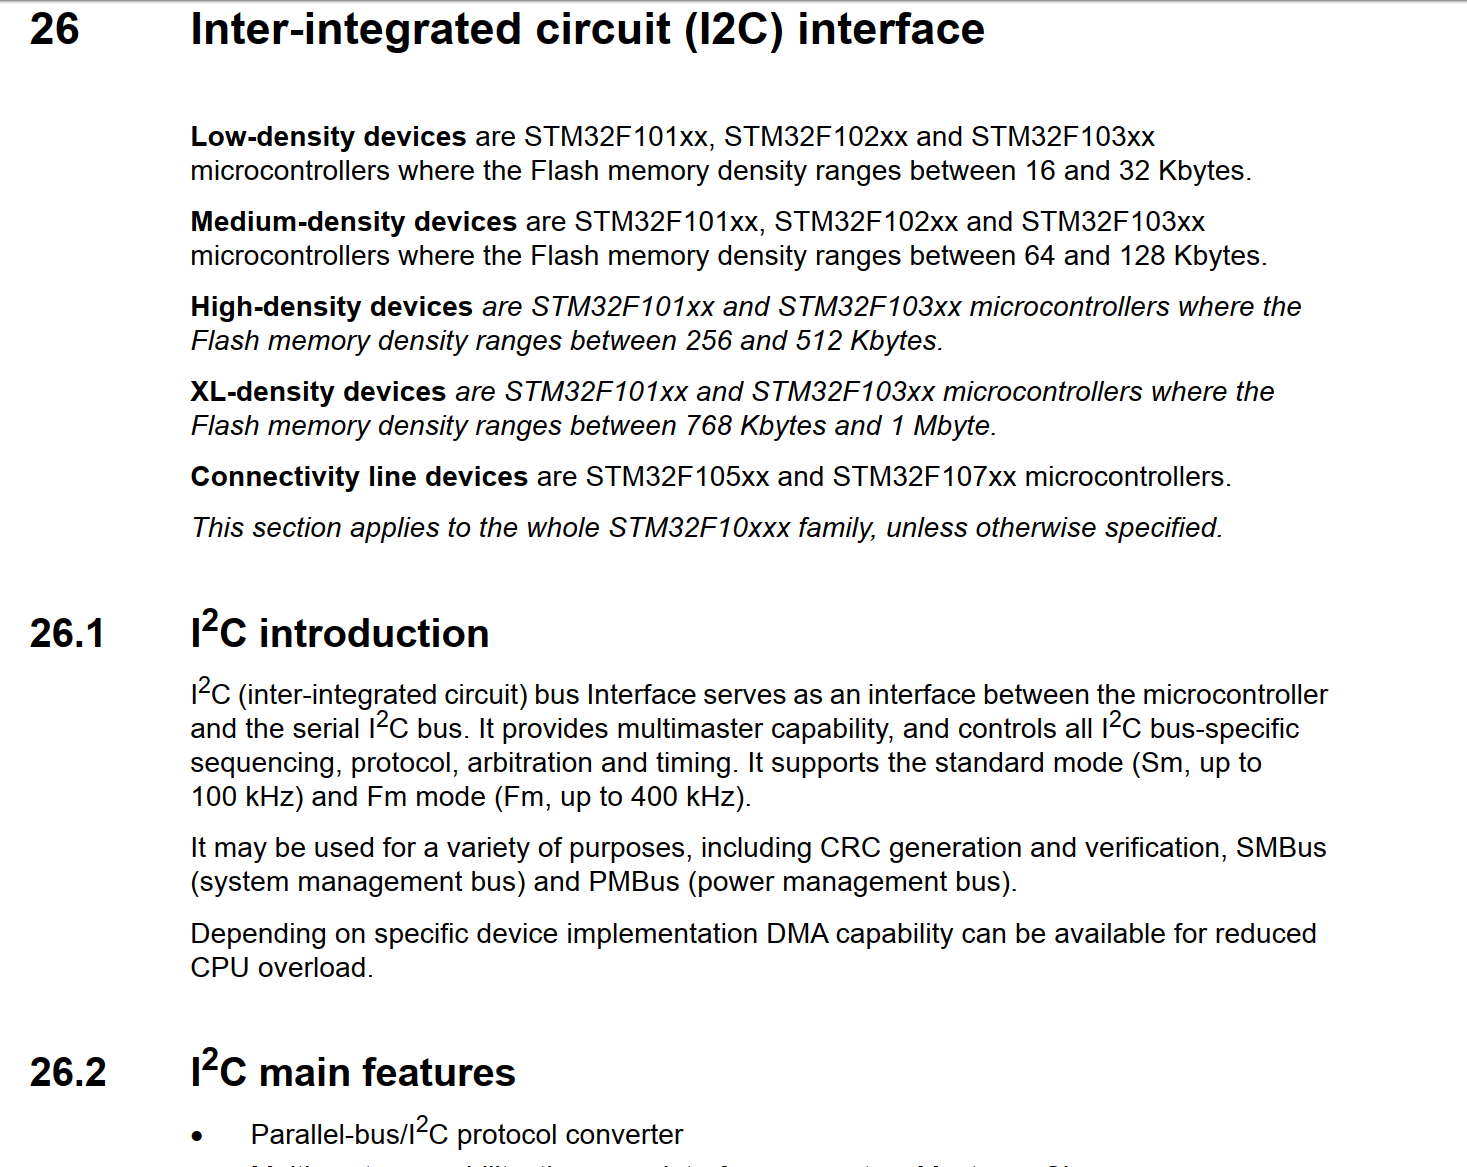 26 Inter-integrated circuit (I2C) interface
Low-density devices are STM32F101xx, STM32F102xx and STM32F103xx
microcontrollers where the Flash memory density ranges between 16 and 32 Kbytes.
Medium-density devices are STM32F101xx, STM32F102xx and STM32F103xx
microcontrollers where the Flash memory density ranges between 64 and 128 Kbytes.
High-density devices are STM32F101xx and STM32F103xx microcontrollers where the
Flash memory density ranges between 256 and 512 Kbytes.
XL-density devices are STM32F101xx and STM32F103xx microcontrollers where the
Flash memory density ranges between 768 Kbytes and 1 Mbyte.
Connectivity line devices are STM32F105xx and STM32F107xx microcontrollers.
This section applies to the whole STM32F10xxx family, unless otherwise specified.
26.1 I²C introduction
I²C (inter-integrated circuit) bus Interface serves as an interface between the microcontroller
and the serial I²C bus. It provides multimaster capability, and controls all I²C bus-specific
sequencing, protocol, arbitration and timing. It supports the standard mode (Sm, up to
100 kHz) and Fm mode (Fm, up to 400 kHz).
It may be used for a variety of purposes, including CRC generation and verification, SMBus
(system management bus) and PMBus (power management bus).
Depending on specific device implementation DMA capability can be available for reduced
CPU overload.
26.2 I²C main features
• Parallel-bus/I²C protocol converter